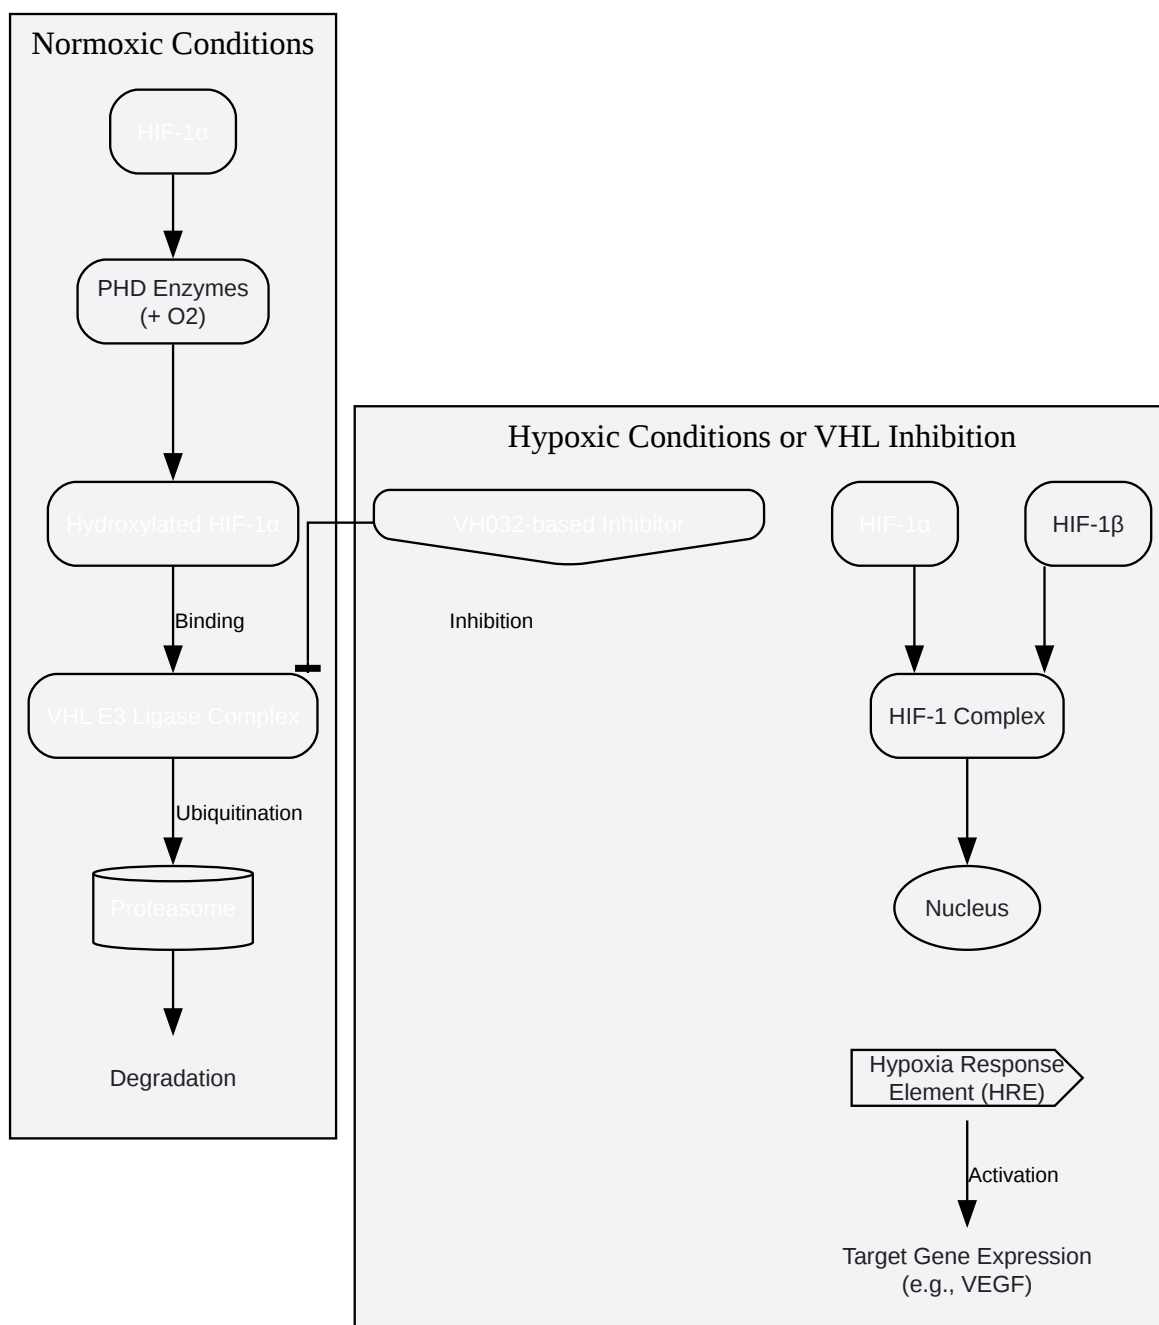 Normoxic Conditions
HIF-1α
PHD Enzymes
(+ O2)
Hydroxylated HIF-1α
Binding
VHL E3 Ligase Complex
Ubiquitination
Proteasome
Degradation
Hypoxic Conditions or VHL Inhibition
VH032-based Inhibitor
HIF-1α
HIF-1β
Inhibition
HIF-1 Complex
Nucleus
Hypoxia Response
Element (HRE)
Activation
Target Gene Expression
(e.g., VEGF)